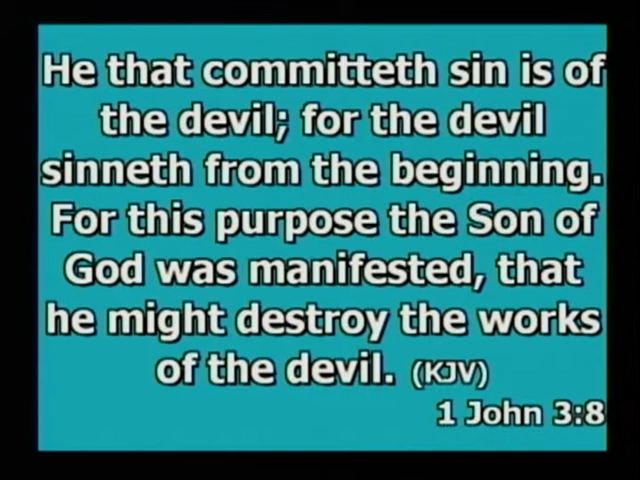 He that committeth sin is of
the devil; for the devil
sinneth from the beginning.
For this purpose the Son of
God was manifested, that
he might destroy the works
of the devil. (KJV)
1 John 3:8